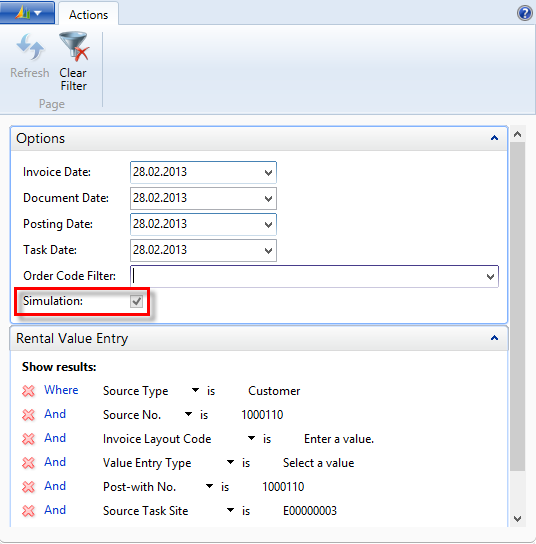 Actions
Refresh
Clear
Filter
Page
Options
Invoice Date: 28.02.2013
Document Date: 28.02.2013
Posting Date: 28.02.2013
Task Date: 28.02.2013
Order Code Filter:
Simulation:
Rental Value Entry
Show results:
Where Source Type is Customer
And Source No. is 1000110
And Invoice Layout Code is Enter a value.
And Value Entry Type is Select a value
And Post-with No. is 1000110
And Source Task Site is E00000003